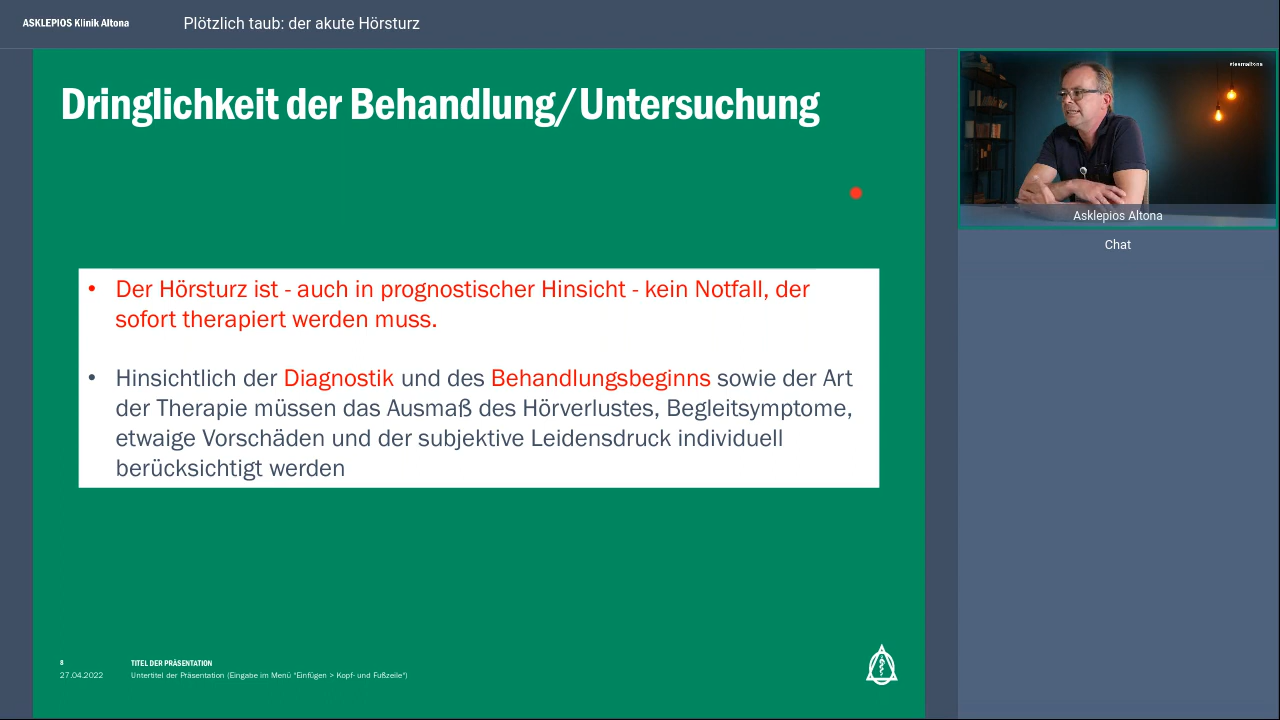 ASKLEPIOS Klinik Altona
Plötzlich taub: der akute Hörsturz
Dringlichkeit der Behandlung/Untersuchung
• Der Hörsturz ist - auch in prognostischer Hinsicht - kein Notfall, der
sofort therapiert werden muss.
• Hinsichtlich der Diagnostik und des Behandlungsbeginns sowie der Art
der Therapie müssen das Ausmaß des Hörverlustes, Begleitsymptome,
etwaige Vorschäden und der subjektive Leidensdruck individuell
berücksichtigt werden
8
TITEL DER PRÄSENTATION
27.04.2022
Untertitel der Präsentation (Eingabe im Menü "Einfügen > Kopf- und Fußzeile")
#teamaltona
Asklepios Altona
Chat